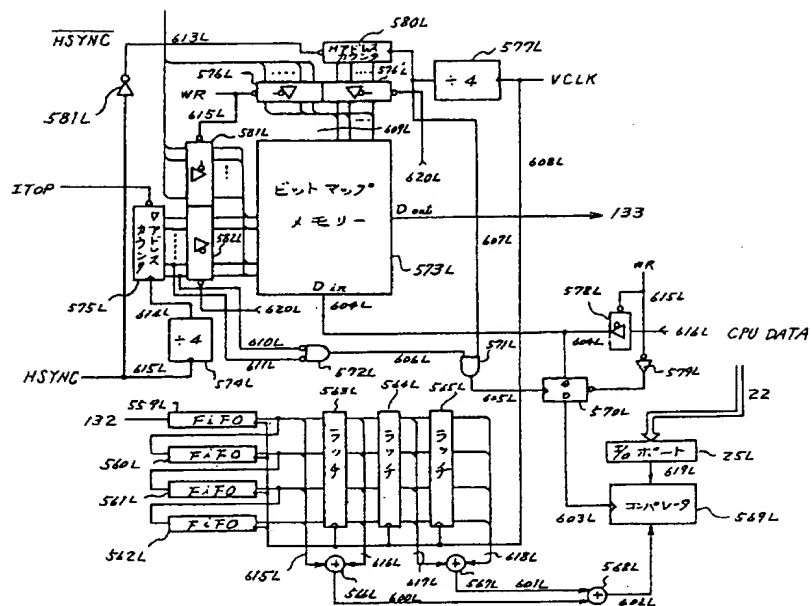 HSYNC
613L
580L
Hアドレス
カウンタ
577L
÷4
VCLK
576L
576'L
WR
581L
615L
581L
609L
620L
608L
ITOP
Vアドレス
カウンタ
575L
582L
ビットマップ
メモリー
Dout
133
573L
607L
Din
604L
620L
614L
÷4
574L
HSYNC
615L
610L
611L
572L
606L
571L
605L
WR
578L
615L
604L
616L
CPU DATA
579L
570L
Q
D
22
559L
132
FiFO
560L
FiFO
561L
FiFO
562L
FiFO
563L
564L
565L
ラッチ
ラッチ
ラッチ
I/Oポート
25L
619L
603L
コンパレータ
569L
615L
616L
617L
618L
+
566L
600L
+
567L
601L
+
568L
602L